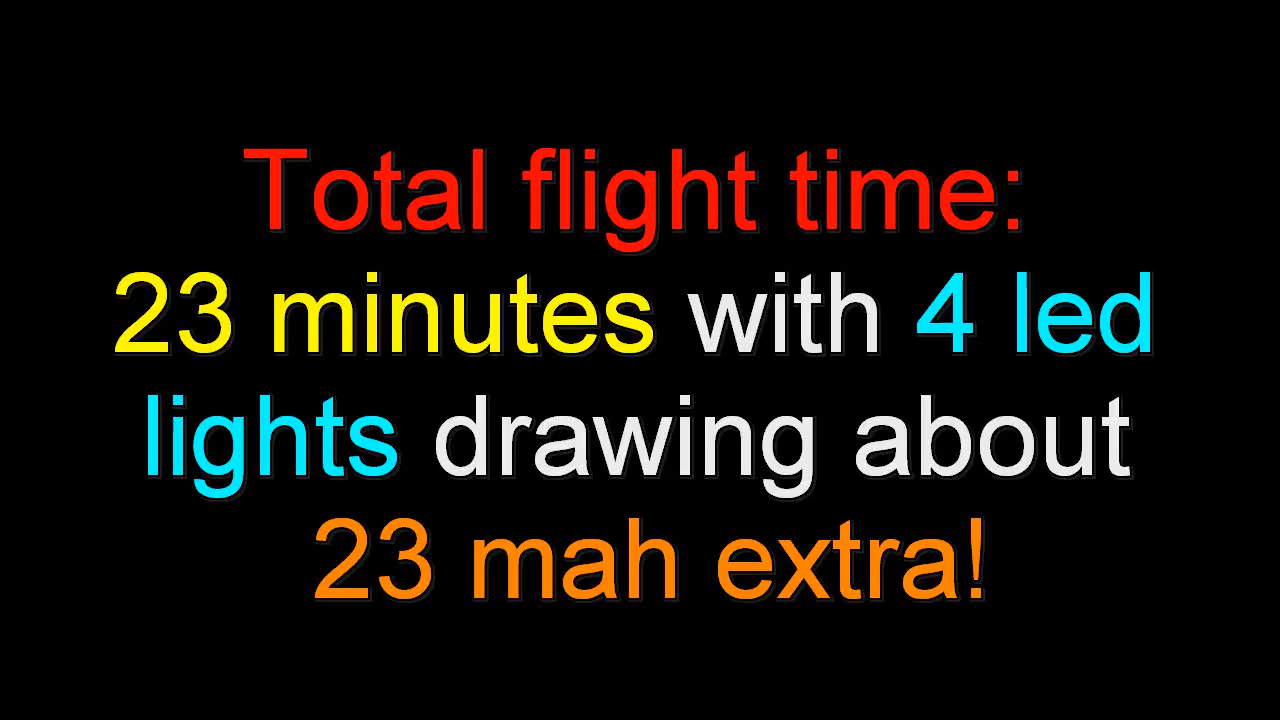 Total flight time:
23 minutes with 4 led
lights drawing about
23 mah extra!